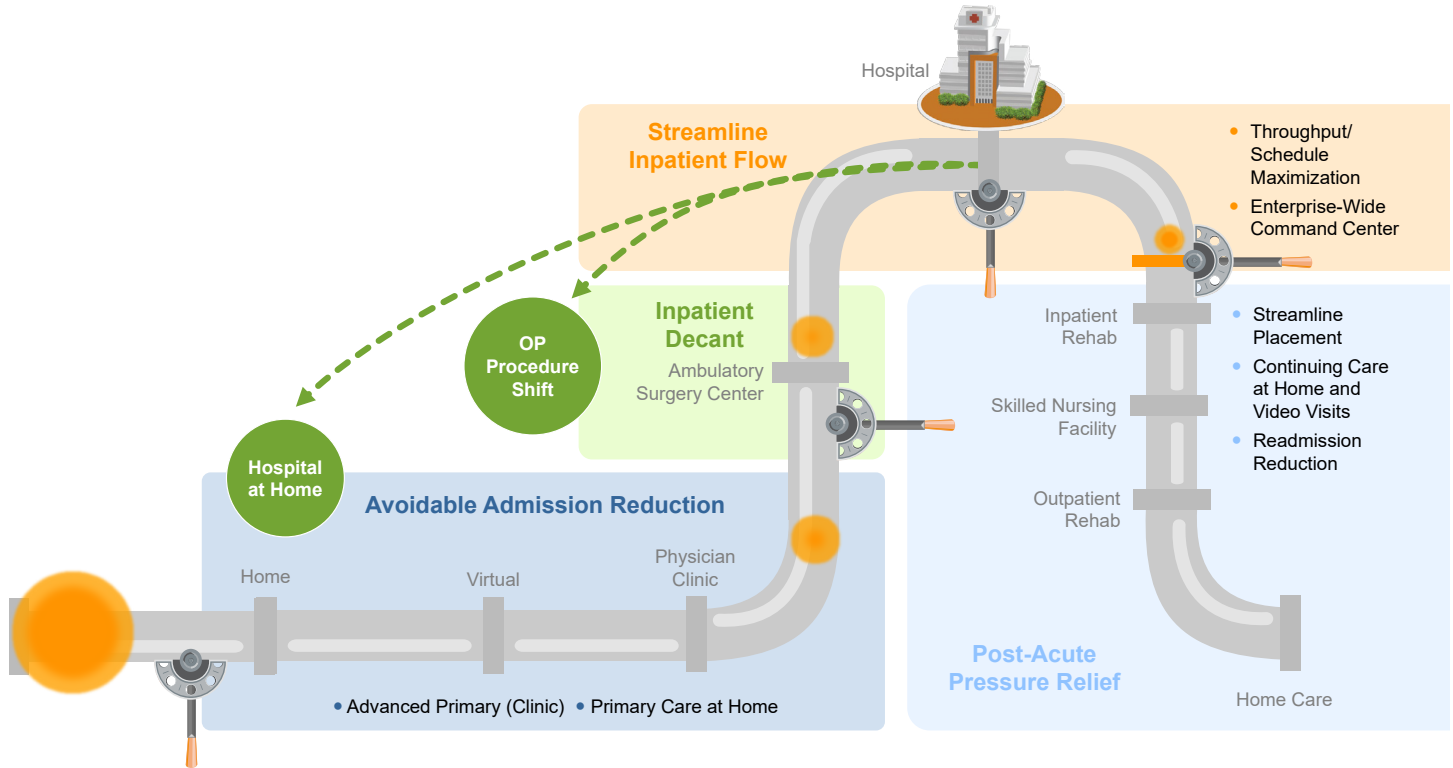 Hospital
Streamline
Inpatient Flow
• Throughput/
Schedule
Maximization
• Enterprise-Wide
Command Center
Inpatient
Decant
Ambulatory
Surgery Center
OP
Procedure
Shift
Hospital
at Home
Avoidable Admission Reduction
Home
Virtual
Physician
Clinic
• Advanced Primary (Clinic) • Primary Care at Home
Inpatient
Rehab
Skilled Nursing
Facility
Outpatient
Rehab
• Streamline
Placement
• Continuing Care
at Home and
Video Visits
• Readmission
Reduction
Post-Acute
Pressure Relief
Home Care